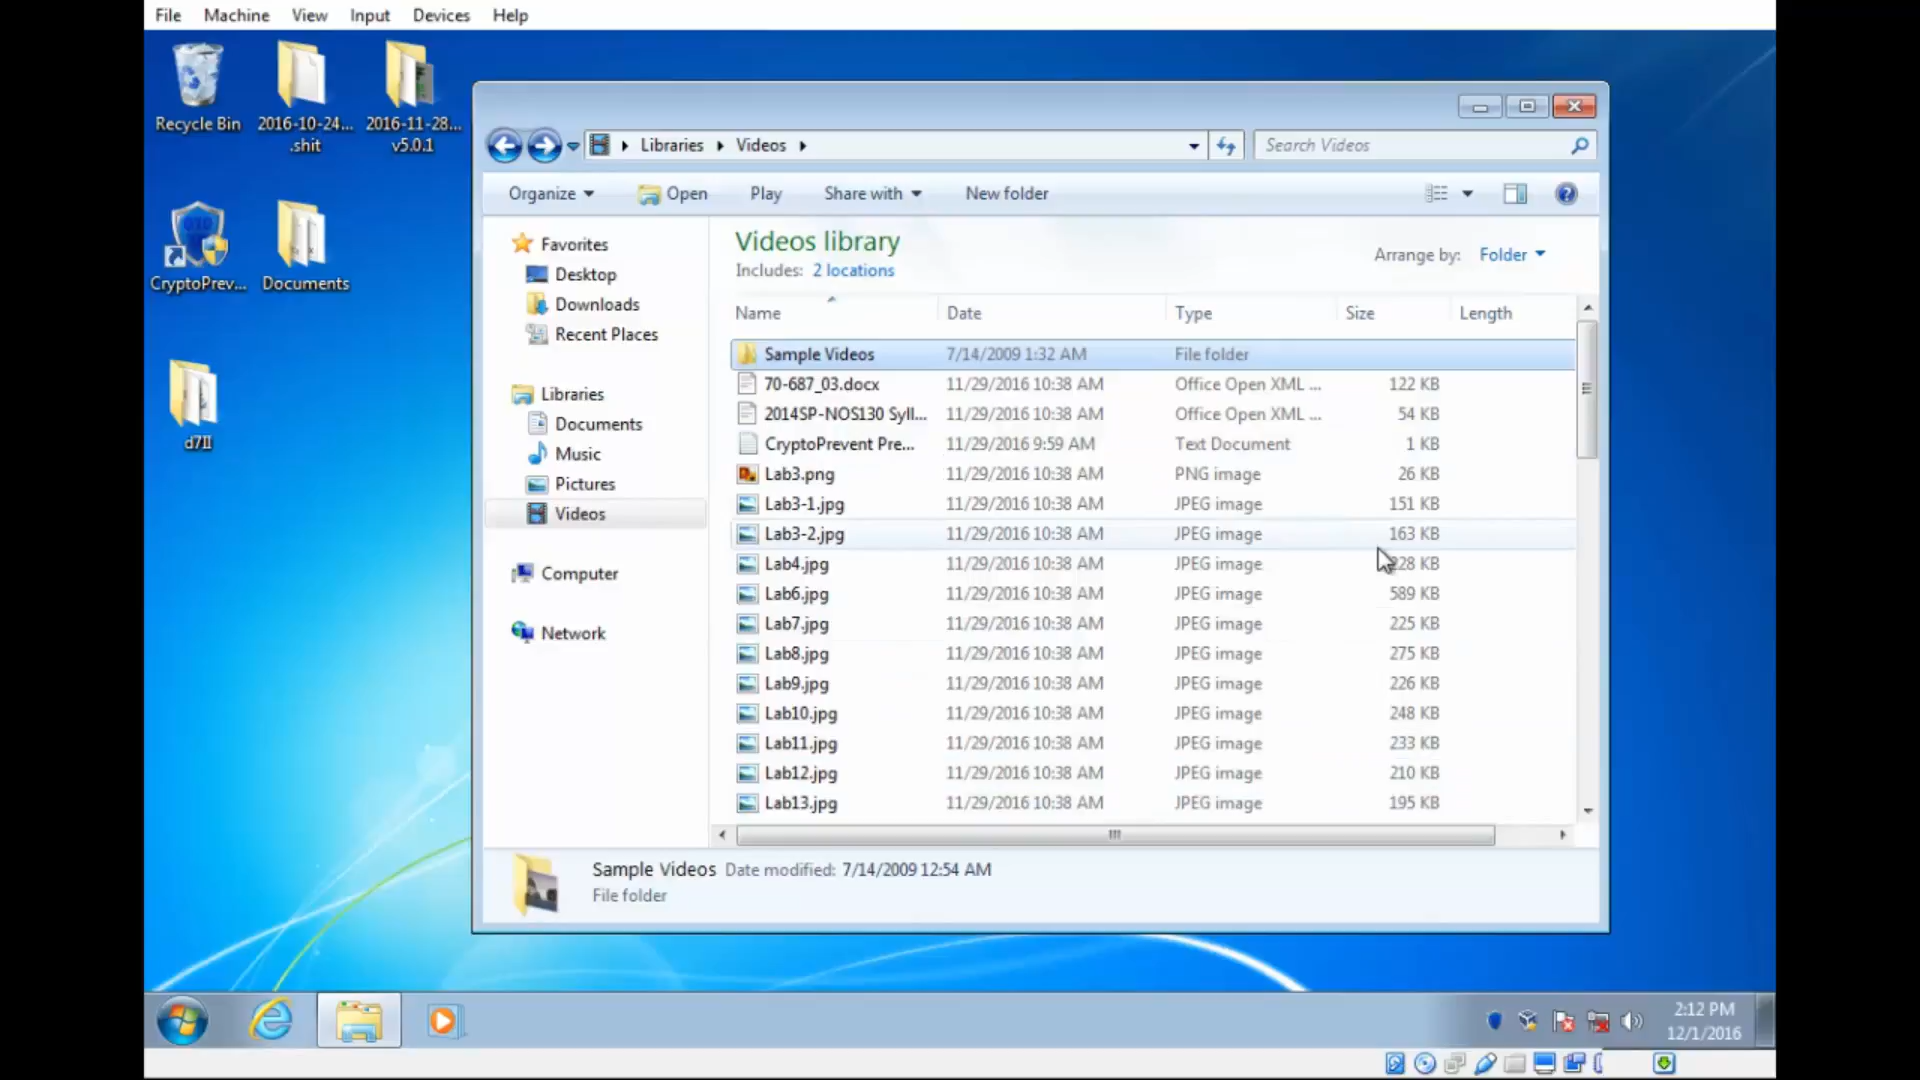 File Machine View Input Devices Help
Recycle Bin
2016-10-24...
.shit
2016-11-28...
v5.0.1
CryptoPrev...
Documents
d7II
Libraries Videos
Search Videos
Organize Open Play Share with New folder
Favorites
Desktop
Downloads
Recent Places
Libraries
Documents
Music
Pictures
Videos
Computer
Network
Videos library
Includes: 2 locations
Arrange by: Folder
Name Date Type Size Length
Sample Videos 7/14/2009 1:32 AM File folder
70-687_03.docx 11/29/2016 10:38 AM Office Open XML ... 122 KB
2014SP-NOS130 Syll... 11/29/2016 10:38 AM Office Open XML ... 54 KB
CryptoPrevent Pre... 11/29/2016 9:59 AM Text Document 1 KB
Lab3.png 11/29/2016 10:38 AM PNG image 26 KB
Lab3-1.jpg 11/29/2016 10:38 AM JPEG image 151 KB
Lab3-2.jpg 11/29/2016 10:38 AM JPEG image 163 KB
Lab4.jpg 11/29/2016 10:38 AM JPEG image 28 KB
Lab6.jpg 11/29/2016 10:38 AM JPEG image 589 KB
Lab7.jpg 11/29/2016 10:38 AM JPEG image 225 KB
Lab8.jpg 11/29/2016 10:38 AM JPEG image 275 KB
Lab9.jpg 11/29/2016 10:38 AM JPEG image 226 KB
Lab10.jpg 11/29/2016 10:38 AM JPEG image 248 KB
Lab11.jpg 11/29/2016 10:38 AM JPEG image 233 KB
Lab12.jpg 11/29/2016 10:38 AM JPEG image 210 KB
Lab13.jpg 11/29/2016 10:38 AM JPEG image 195 KB
Sample Videos Date modified: 7/14/2009 12:54 AM
File folder
2:12 PM
12/1/2016